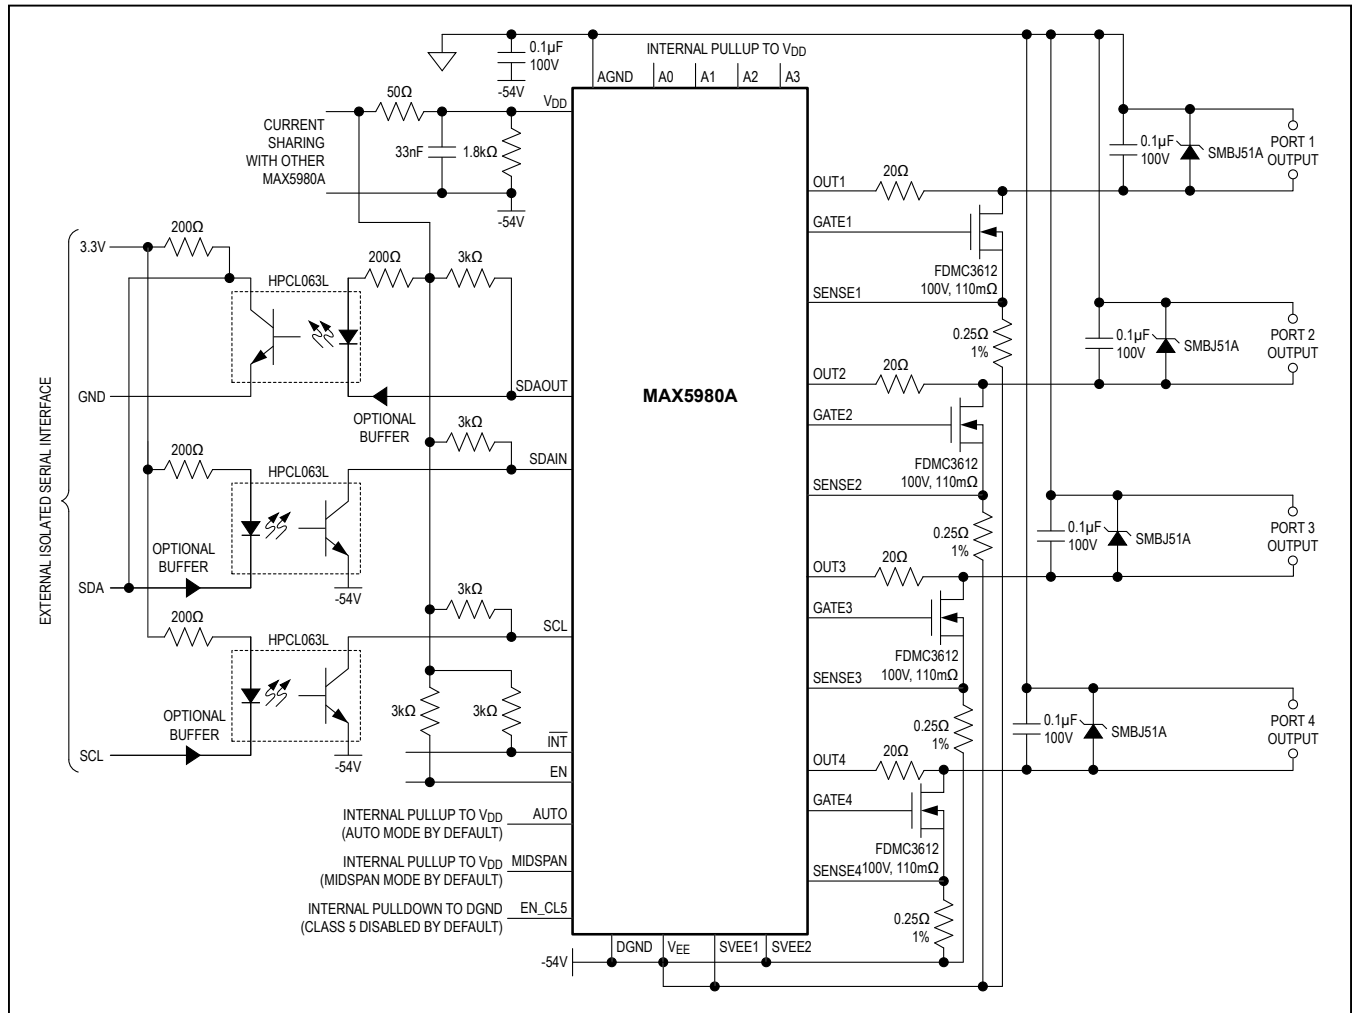 0.1µF
100V
-54V
INTERNAL PULLUP TO VDD
AGND
A0
A1
A2
A3
50Ω
VDD
CURRENT
SHARING
WITH OTHER
MAX5980A
33nF
1.8kΩ
-54V
EXTERNAL ISOLATED SERIAL INTERFACE
3.3V
200Ω
HPCL063L
200Ω
3kΩ
GND
OPTIONAL
BUFFER
SDAOUT
200Ω
HPCL063L
3kΩ
SDAIN
OPTIONAL
BUFFER
SDA
-54V
200Ω
HPCL063L
3kΩ
SCL
OPTIONAL
BUFFER
SCL
-54V
3kΩ
3kΩ
INT
EN
INTERNAL PULLUP TO VDD
(AUTO MODE BY DEFAULT)
AUTO
INTERNAL PULLUP TO VDD
(MIDSPAN MODE BY DEFAULT)
MIDSPAN
INTERNAL PULLDOWN TO DGND
(CLASS 5 DISABLED BY DEFAULT)
EN_CL5
MAX5980A
-54V
DGND
VEE
SVEE1
SVEE2
OUT1
20Ω
GATE1
FDMC3612
100V, 110mΩ
SENSE1
0.25Ω
1%
0.1µF
100V
SMBJ51A
PORT 1
OUTPUT
OUT2
20Ω
GATE2
FDMC3612
100V, 110mΩ
SENSE2
0.25Ω
1%
0.1µF
100V
SMBJ51A
PORT 2
OUTPUT
OUT3
20Ω
GATE3
FDMC3612
100V, 110mΩ
SENSE3
0.25Ω
1%
0.1µF
100V
SMBJ51A
PORT 3
OUTPUT
OUT4
20Ω
GATE4
FDMC3612
100V, 110mΩ
SENSE4
0.25Ω
1%
0.1µF
100V
SMBJ51A
PORT 4
OUTPUT